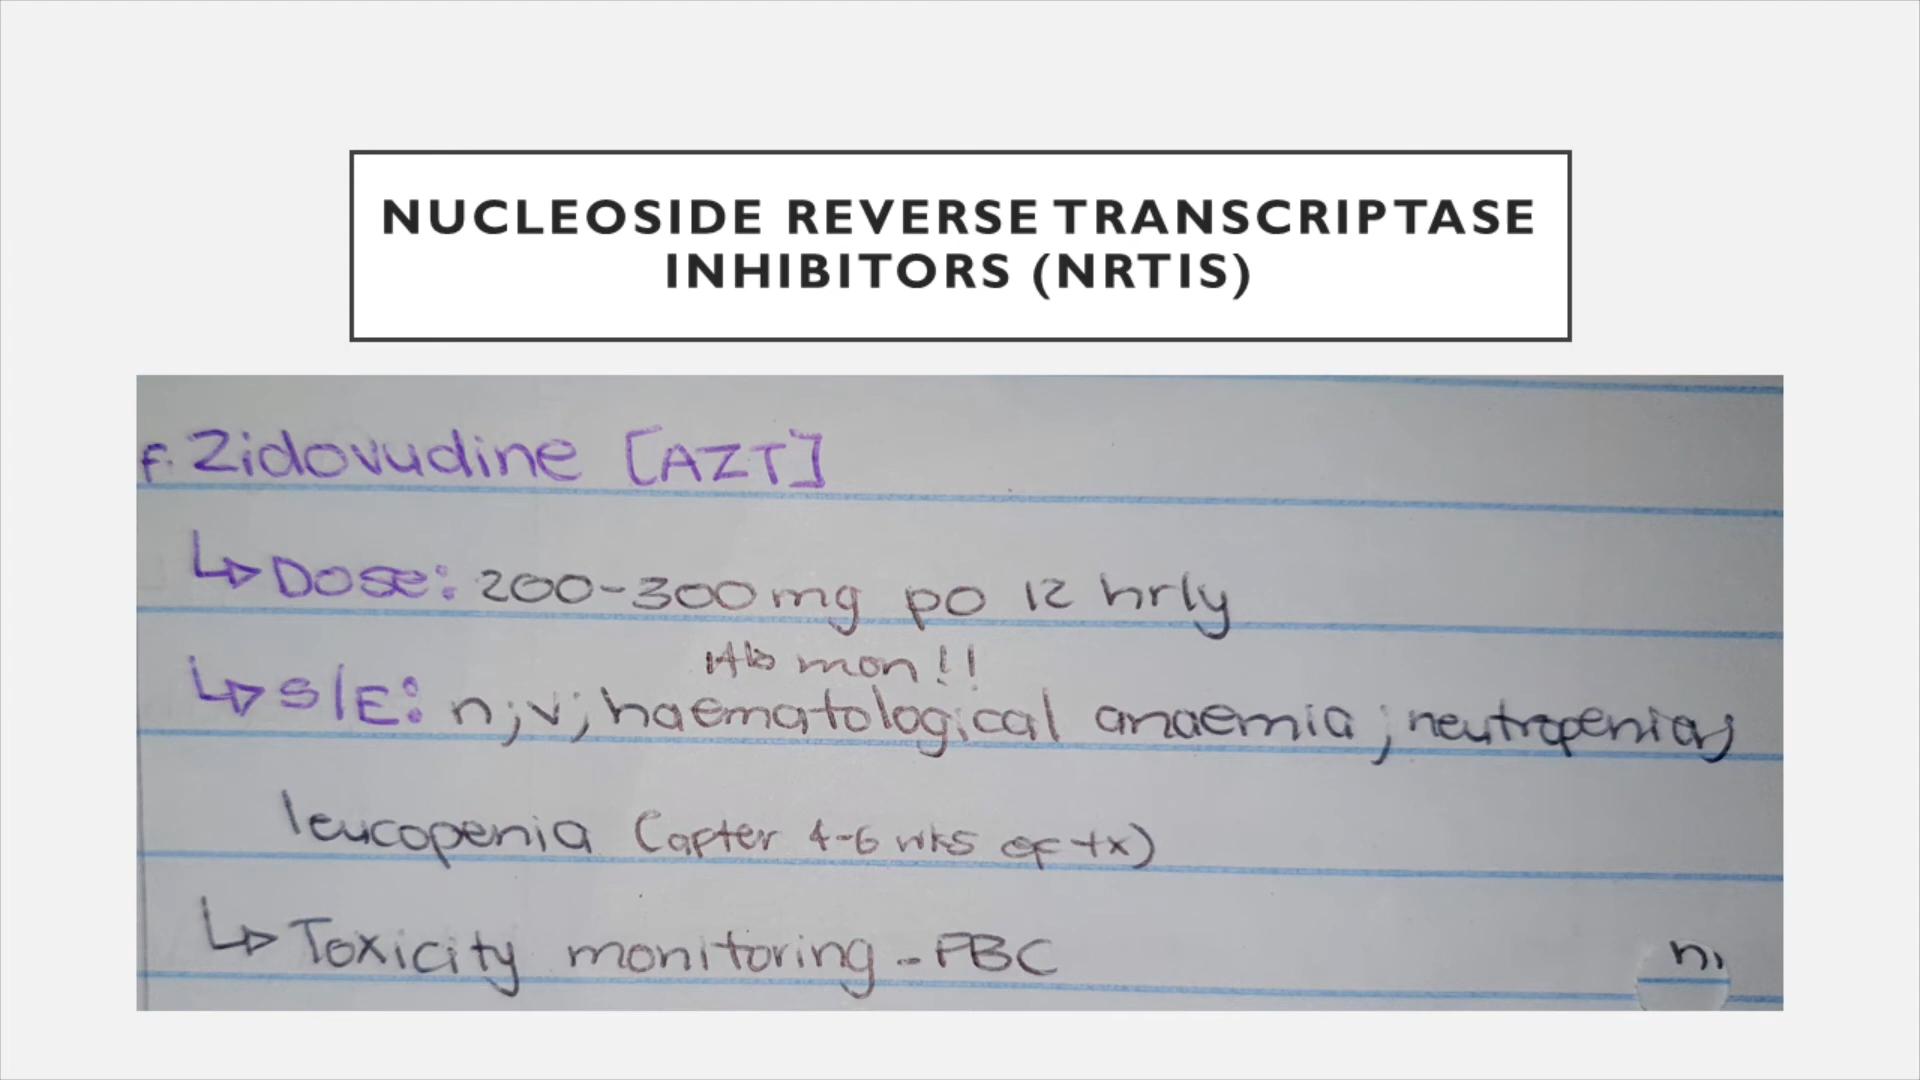 NUCLEOSIDE REVERSE TRANSCRIPTASE
INHIBITORS (NRTIS)
F. Zidovudine [AZT]
↳Dose: 200-300mg po 12 hrly
Hb mon!!
↳S/E: n;v; haematological anaemia; neutropenia;
leucopenia (after 4-6 wks of tx)
↳Toxicity monitoring - FBC